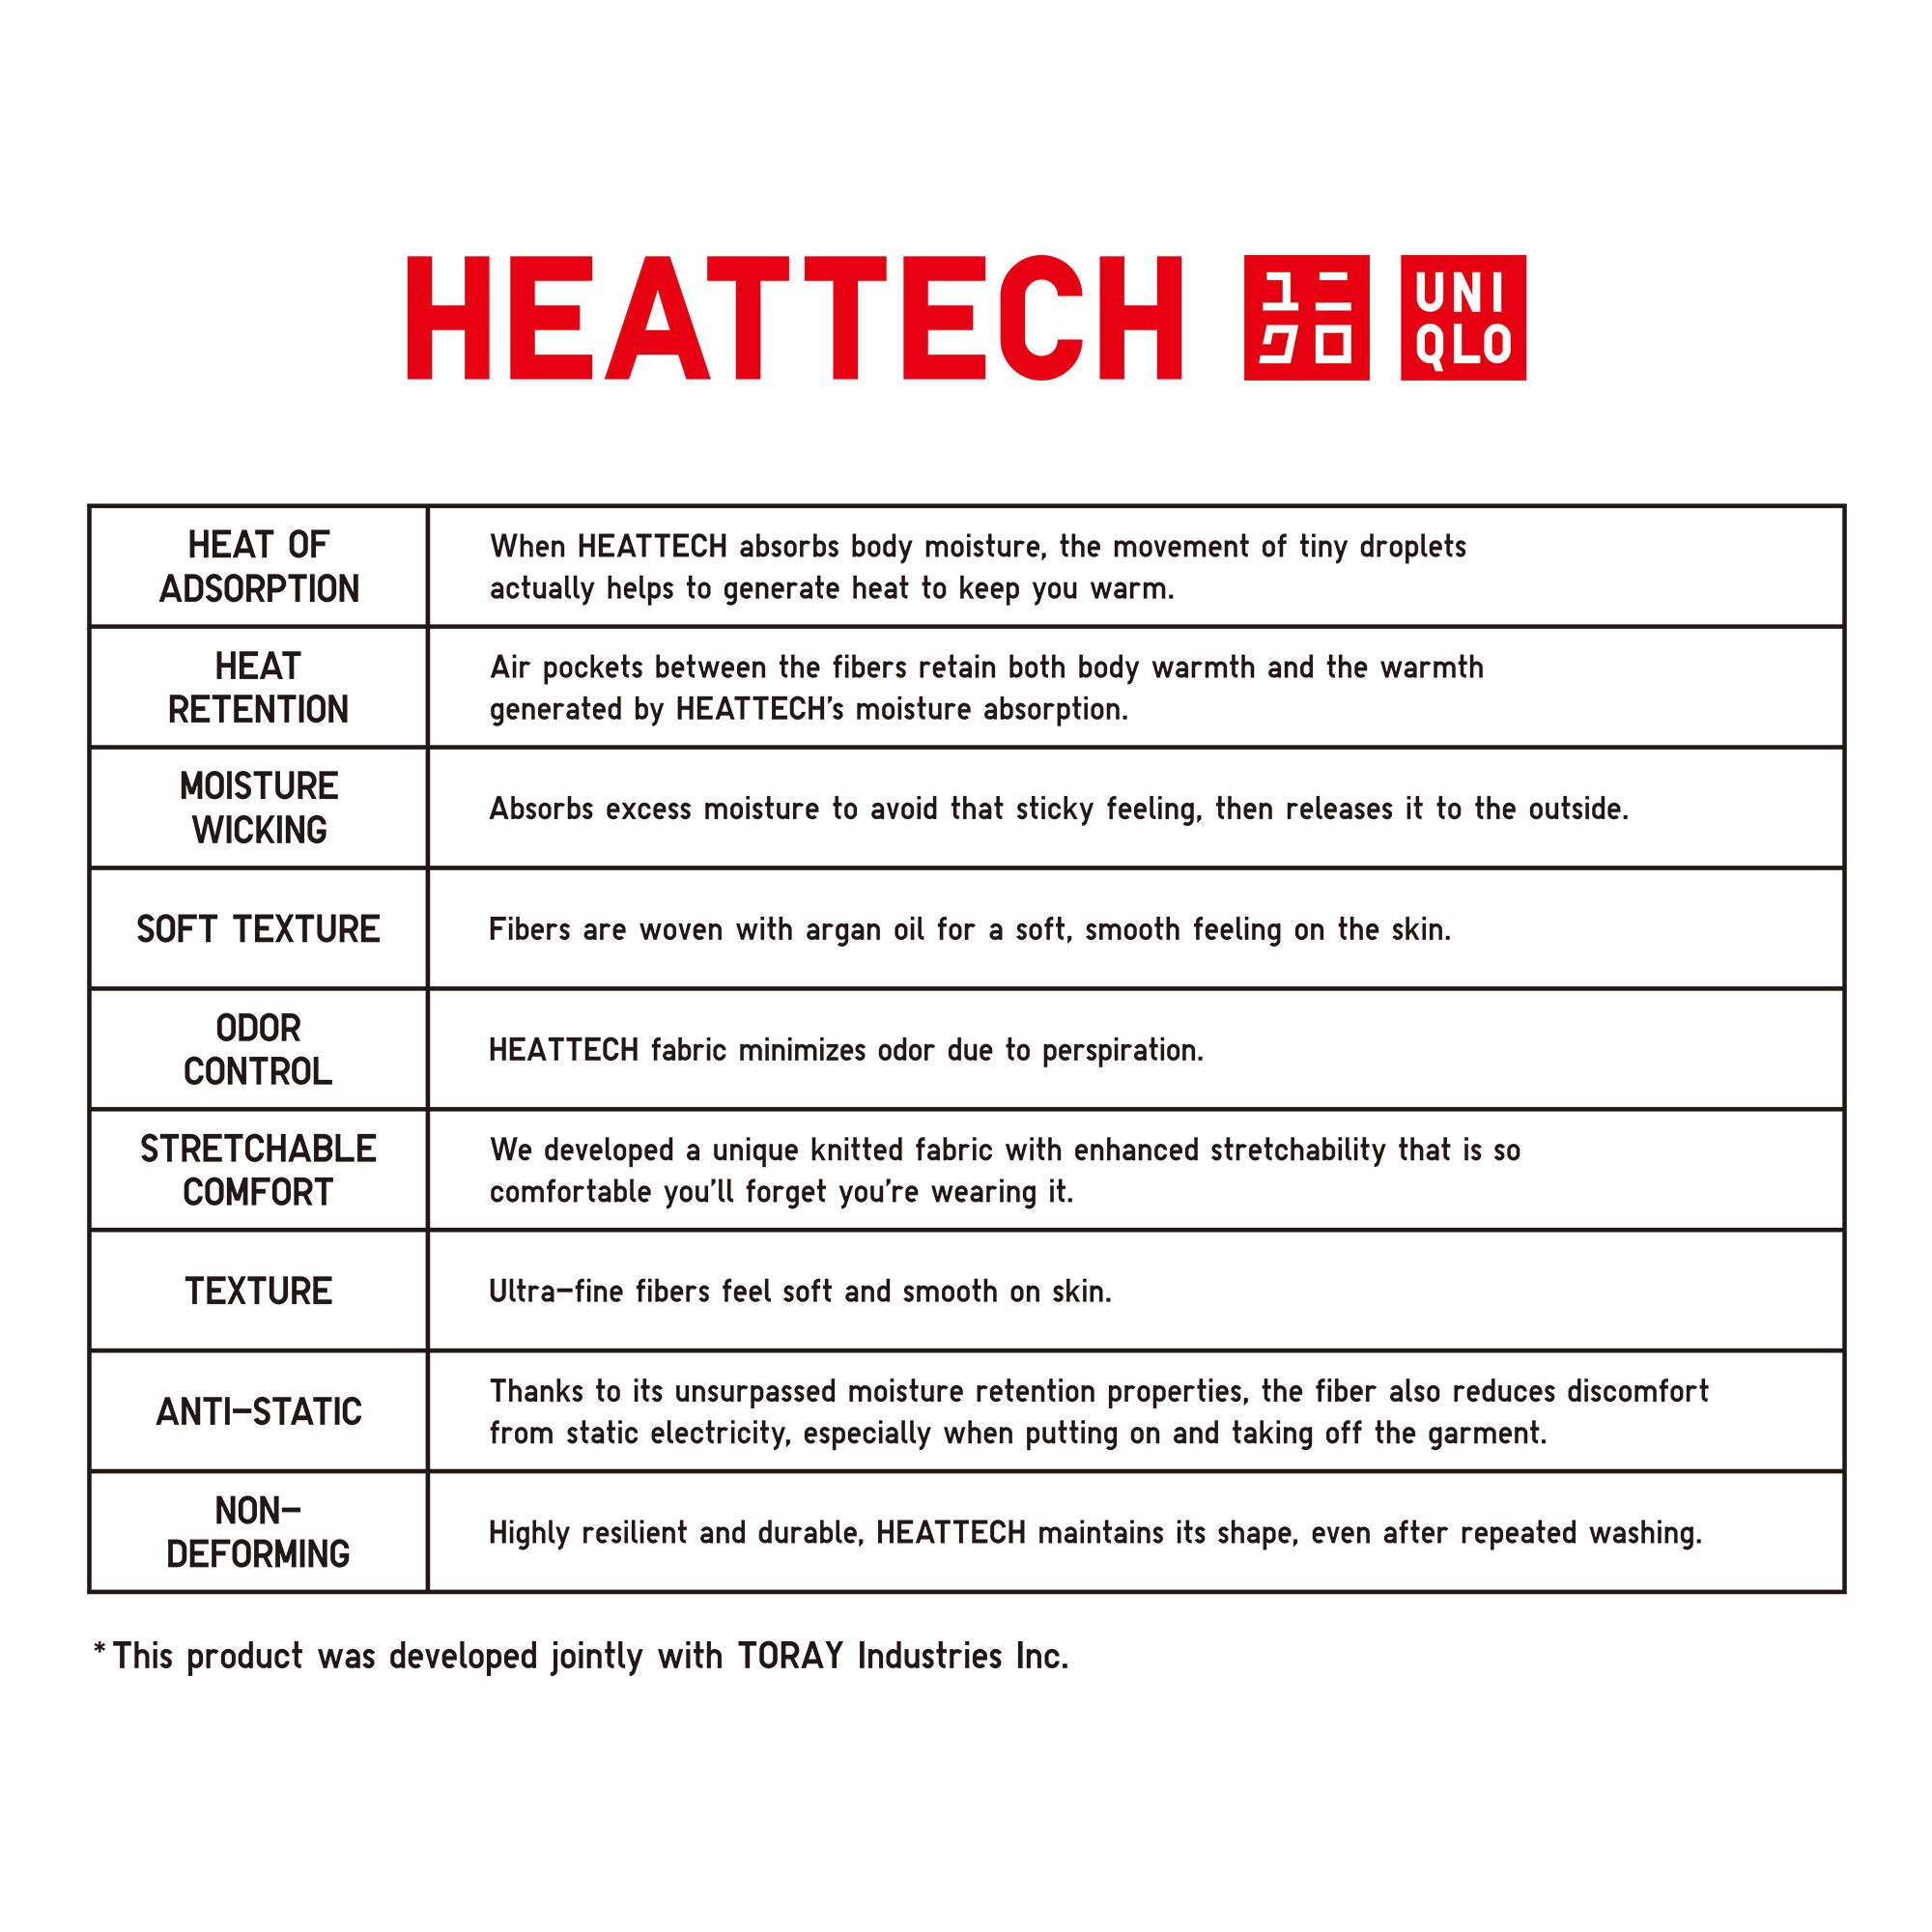 HEATTECH ユニクロ UNIQLO
HEAT OF
ADSORPTION
When HEATTECH absorbs body moisture, the movement of tiny droplets
actually helps to generate heat to keep you warm.
HEAT
RETENTION
Air pockets between the fibers retain both body warmth and the warmth
generated by HEATTECH’s moisture absorption.
MOISTURE
WICKING
Absorbs excess moisture to avoid that sticky feeling, then releases it to the outside.
SOFT TEXTURE
Fibers are woven with argan oil for a soft, smooth feeling on the skin.
ODOR
CONTROL
HEATTECH fabric minimizes odor due to perspiration.
STRETCHABLE
COMFORT
We developed a unique knitted fabric with enhanced stretchability that is so
comfortable you’ll forget you’re wearing it.
TEXTURE
Ultra–fine fibers feel soft and smooth on skin.
ANTI–STATIC
Thanks to its unsurpassed moisture retention properties, the fiber also reduces discomfort
from static electricity, especially when putting on and taking off the garment.
NON–
DEFORMING
Highly resilient and durable, HEATTECH maintains its shape, even after repeated washing.
*This product was developed jointly with TORAY Industries Inc.